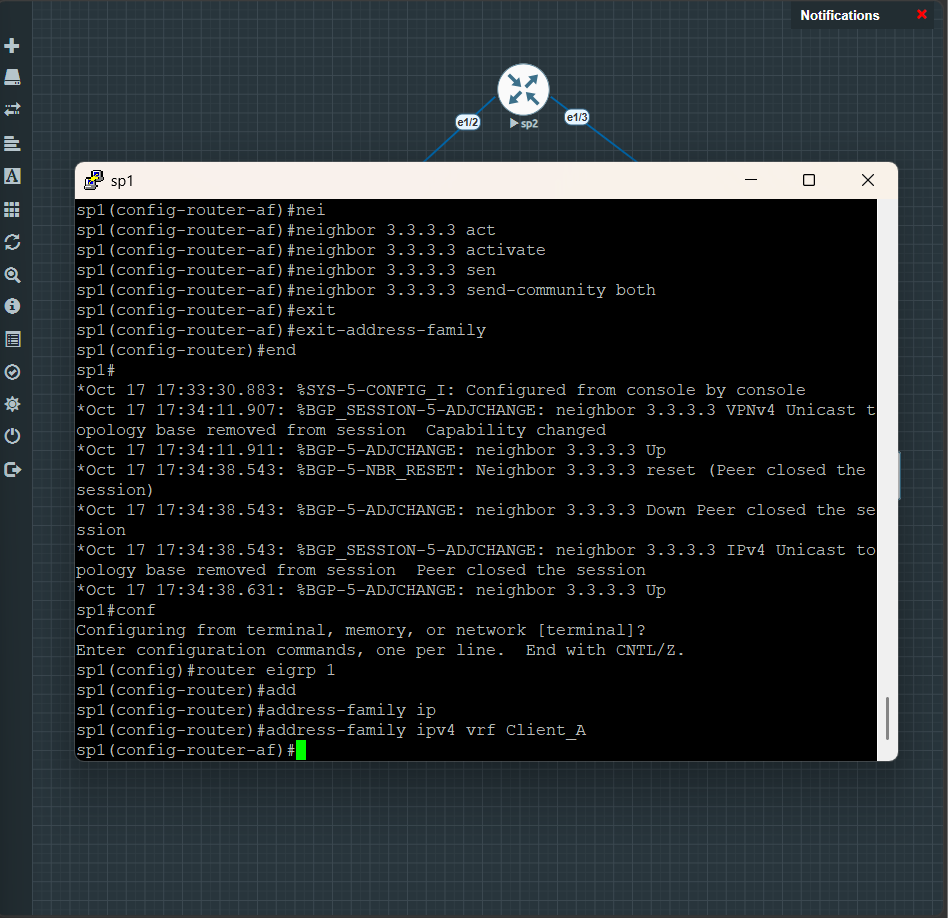 Notifications
e1/2
sp2
e1/3
sp1
sp1(config-router-af)#nei
sp1(config-router-af)#neighbor 3.3.3.3 act
sp1(config-router-af)#neighbor 3.3.3.3 activate
sp1(config-router-af)#neighbor 3.3.3.3 sen
sp1(config-router-af)#neighbor 3.3.3.3 send-community both
sp1(config-router-af)#exit
sp1(config-router-af)#exit-address-family
sp1(config-router)#end
sp1#
*Oct 17 17:33:30.883: %SYS-5-CONFIG_I: Configured from console by console
*Oct 17 17:34:11.907: %BGP_SESSION-5-ADJCHANGE: neighbor 3.3.3.3 VPNv4 Unicast t
opology base removed from session  Capability changed
*Oct 17 17:34:11.911: %BGP-5-ADJCHANGE: neighbor 3.3.3.3 Up
*Oct 17 17:34:38.543: %BGP-5-NBR_RESET: Neighbor 3.3.3.3 reset (Peer closed the
session)
*Oct 17 17:34:38.543: %BGP-5-ADJCHANGE: neighbor 3.3.3.3 Down Peer closed the se
ssion
*Oct 17 17:34:38.543: %BGP_SESSION-5-ADJCHANGE: neighbor 3.3.3.3 IPv4 Unicast to
pology base removed from session  Peer closed the session
*Oct 17 17:34:38.631: %BGP-5-ADJCHANGE: neighbor 3.3.3.3 Up
sp1#conf
Configuring from terminal, memory, or network [terminal]?
Enter configuration commands, one per line.  End with CNTL/Z.
sp1(config)#router eigrp 1
sp1(config-router)#add
sp1(config-router)#address-family ip
sp1(config-router)#address-family ipv4 vrf Client_A
sp1(config-router-af)#